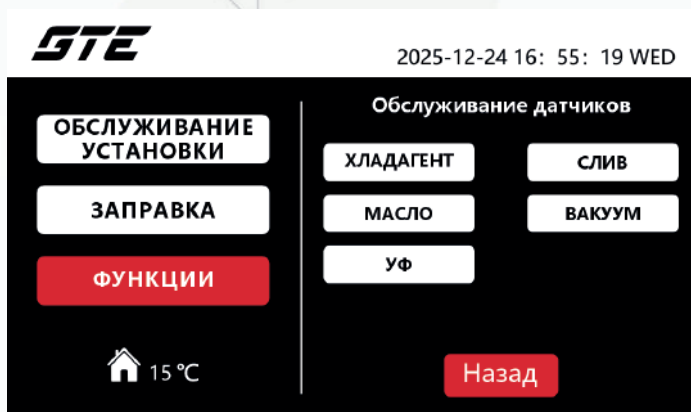 GTE
2025-12-24 16: 55: 19 WED
ОБСЛУЖИВАНИЕ
УСТАНОВКИ
ЗАПРАВКА
ФУНКЦИИ
15℃
Обслуживание датчиков
ХЛАДАГЕНТ
СЛИВ
МАСЛО
ВАКУУМ
УФ
Назад